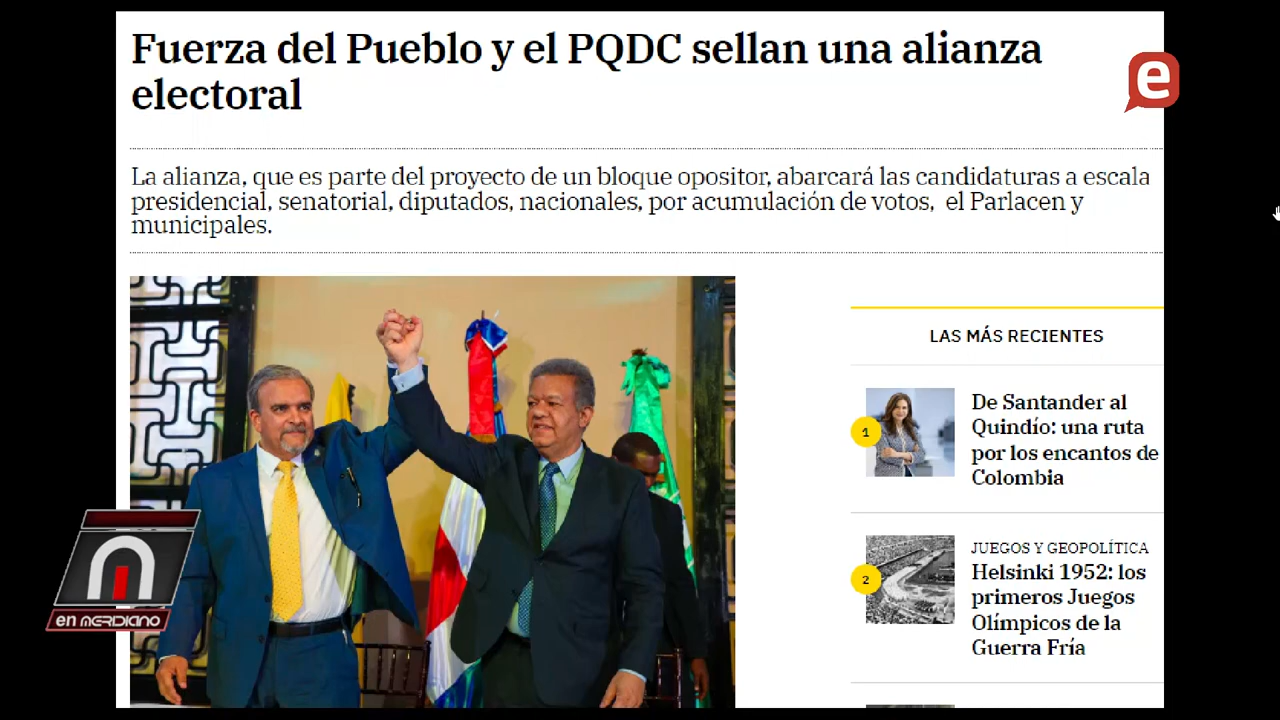 Fuerza del Pueblo y el PQDC sellan una alianza
electoral
e
La alianza, que es parte del proyecto de un bloque opositor, abarcará las candidaturas a escala
presidencial, senatorial, diputados, nacionales, por acumulación de votos, el Parlacen y
municipales.
LAS MÁS RECIENTES
1
De Santander al
Quindío: una ruta
por los encantos de
Colombia
2
JUEGOS Y GEOPOLÍTICA
Helsinki 1952: los
primeros Juegos
Olímpicos de la
Guerra Fría
en MERIDIANO